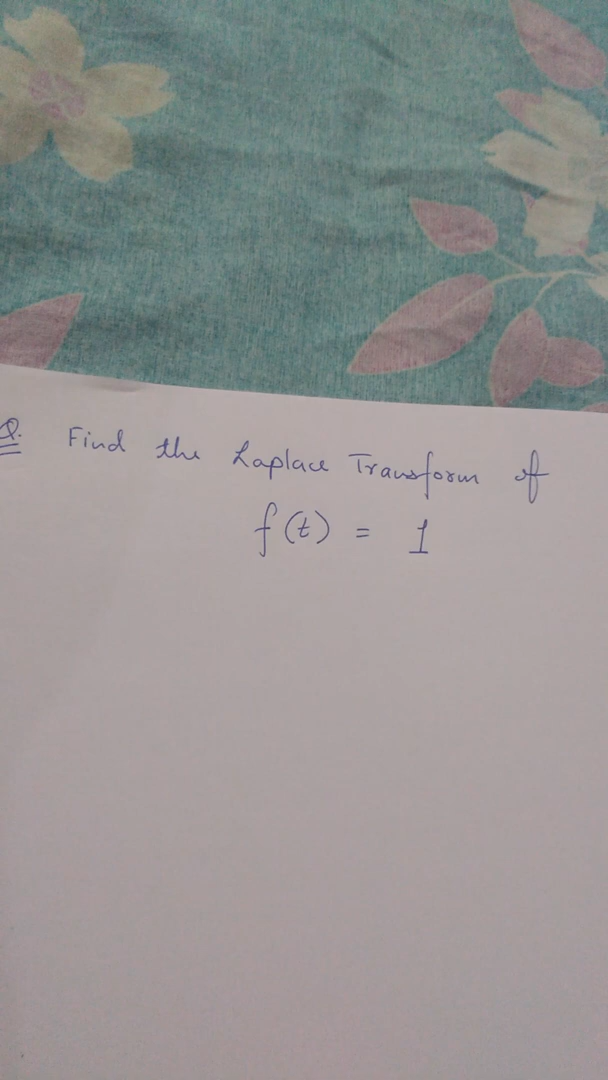 Q. Find the Laplace Transform of
f(t) = 1